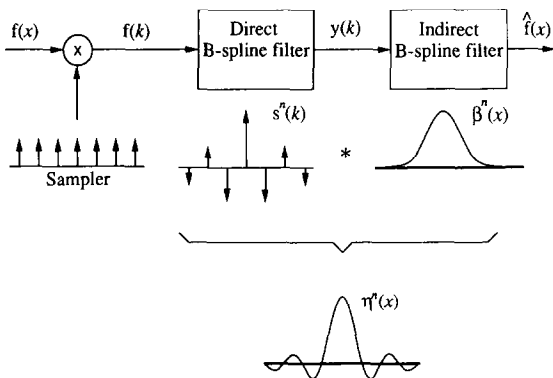 f(x)
x
f(k)
Direct
B-spline filter
y(k)
Indirect
B-spline filter
f̂(x)
Sampler
sⁿ(k)
*
βⁿ(x)
ηⁿ(x)